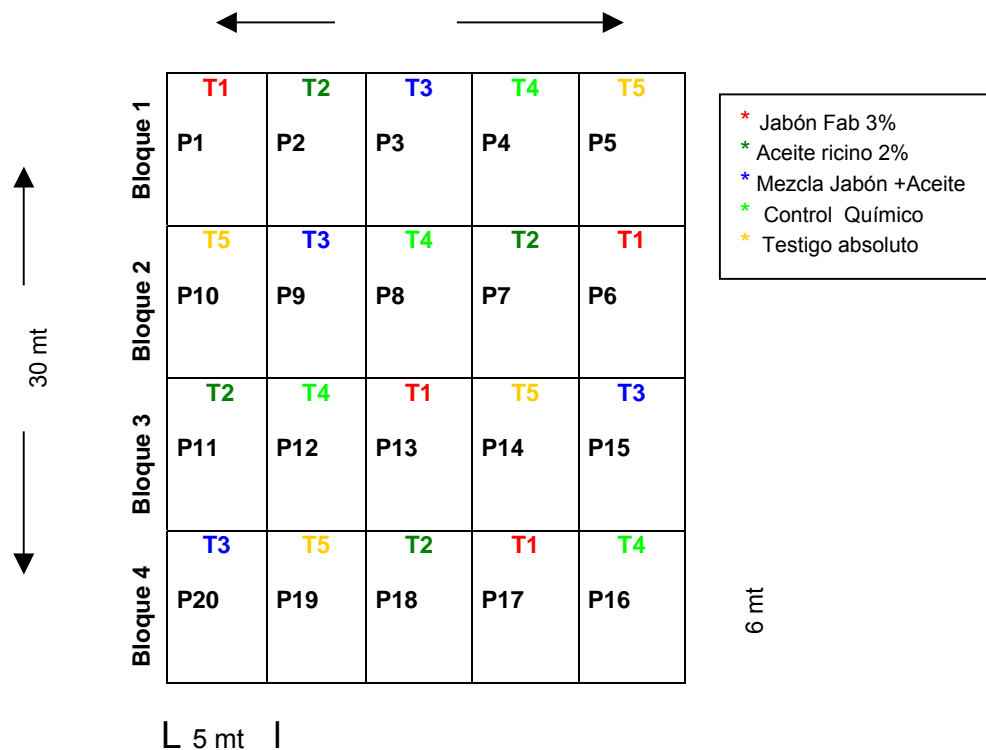 Bloque 1
T1 T2 T3 T4 T5
P1 P2 P3 P4 P5
Bloque 2
T5 T3 T4 T2 T1
P10 P9 P8 P7 P6
Bloque 3
T2 T4 T1 T5 T3
P11 P12 P13 P14 P15
Bloque 4
T3 T5 T2 T1 T4
P20 P19 P18 P17 P16
* Jabón Fab 3%
* Aceite ricino 2%
* Mezcla Jabón +Aceite
* Control Químico
* Testigo absoluto
30 mt
6 mt
L 5 mt I